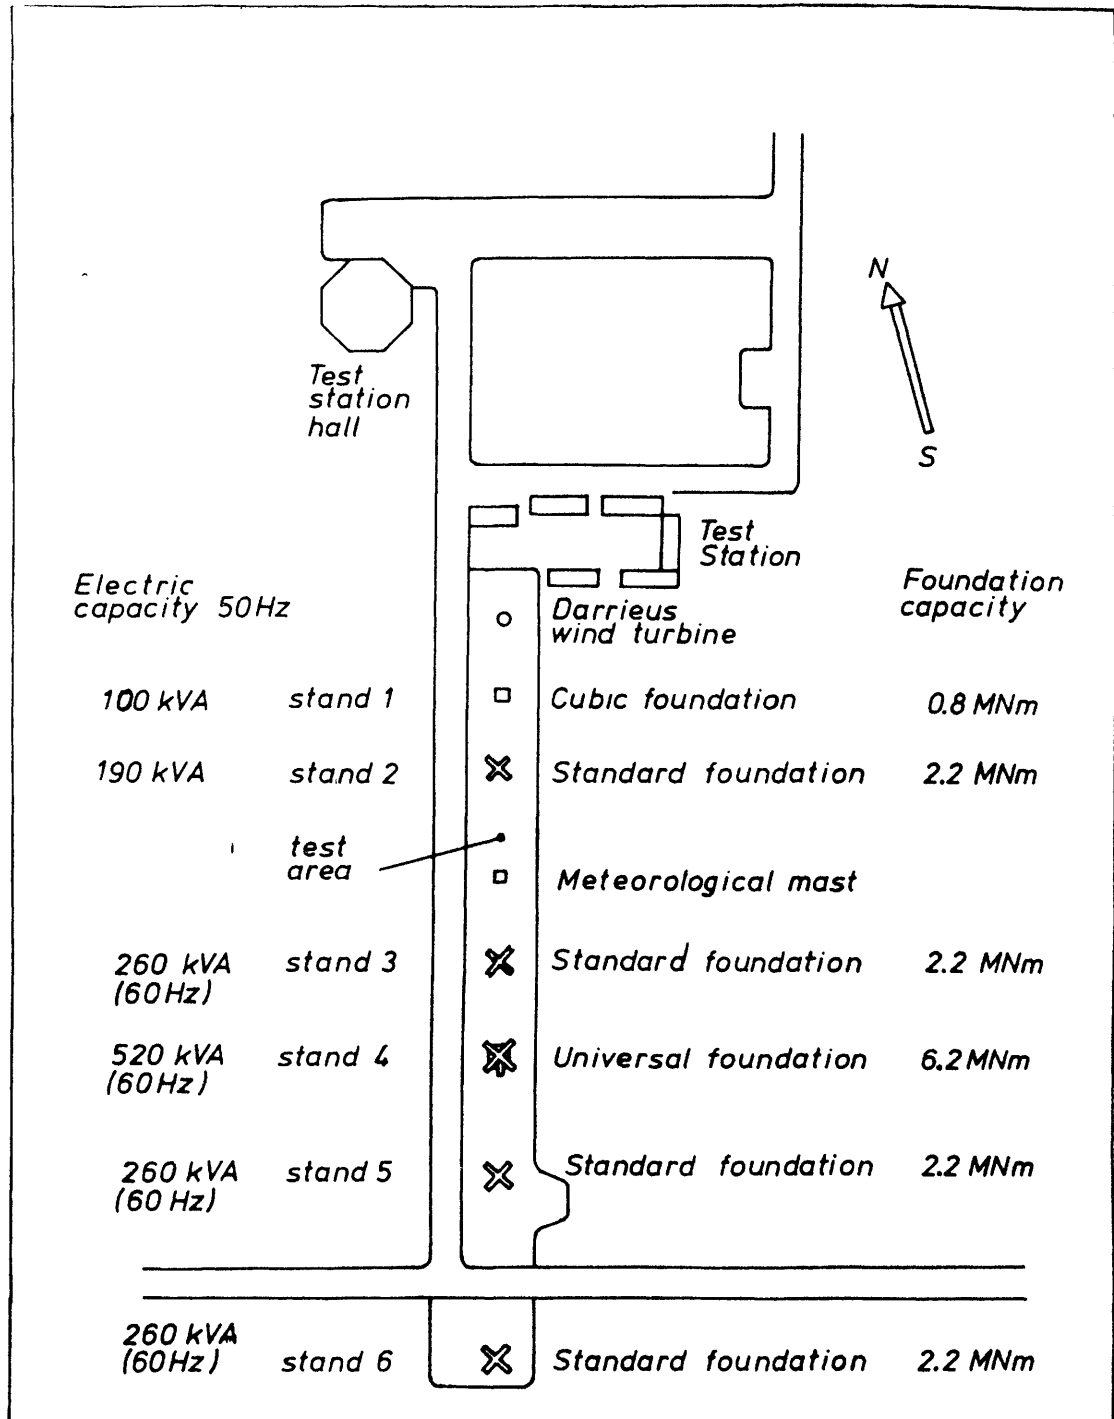 N
Test
station
hall
S
Test
Station
Electric
capacity 50Hz
Foundation
capacity
Darrieus
wind turbine
100 kVA stand 1 Cubic foundation 0.8 MNm
190 kVA stand 2 Standard foundation 2.2 MNm
test
area
Meteorological mast
260 kVA stand 3 Standard foundation 2.2 MNm
(60Hz)
520 kVA stand 4 Universal foundation 6.2 MNm
(60Hz)
260 kVA stand 5 Standard foundation 2.2 MNm
(60 Hz)
260 kVA
(60Hz) stand 6 Standard foundation 2.2 MNm